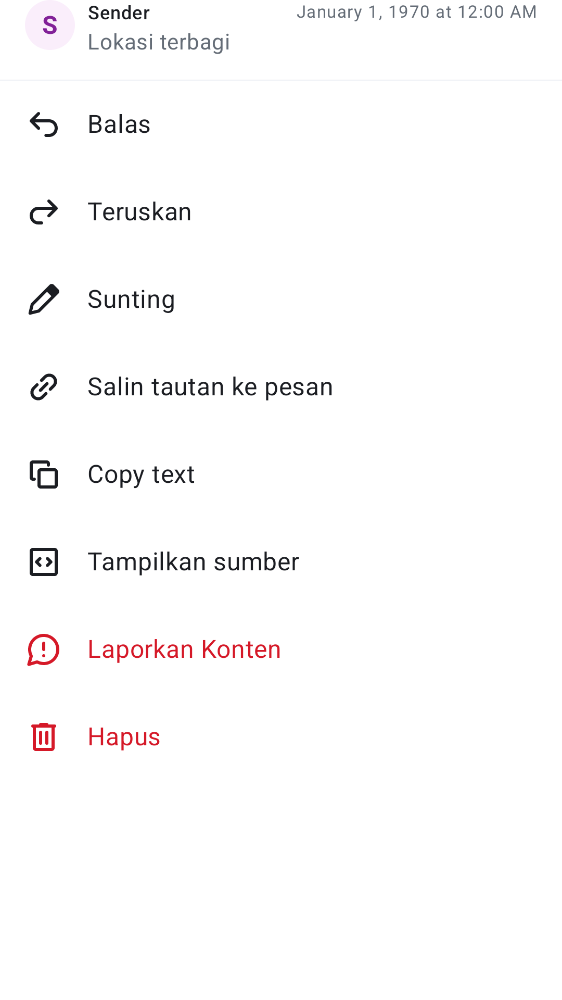 S
Sender
January 1, 1970 at 12:00 AM
Lokasi terbagi
Balas
Teruskan
Sunting
Salin tautan ke pesan
Copy text
Tampilkan sumber
Laporkan Konten
Hapus